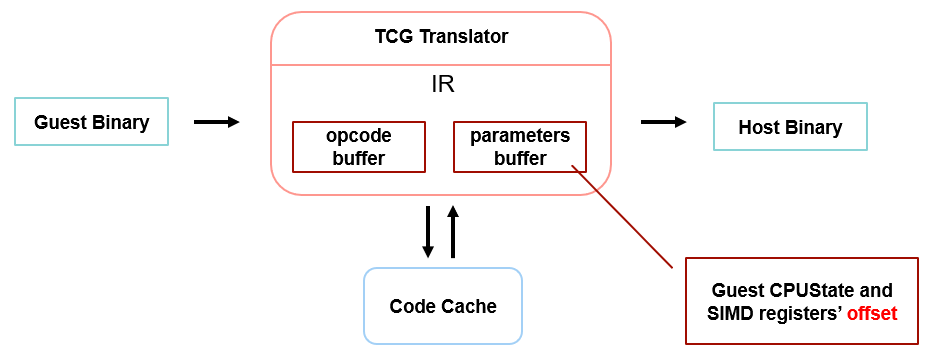 TCG Translator
IR
Guest Binary
opcode
buffer
parameters
buffer
Host Binary
Code Cache
Guest CPUState and
SIMD registers’ offset